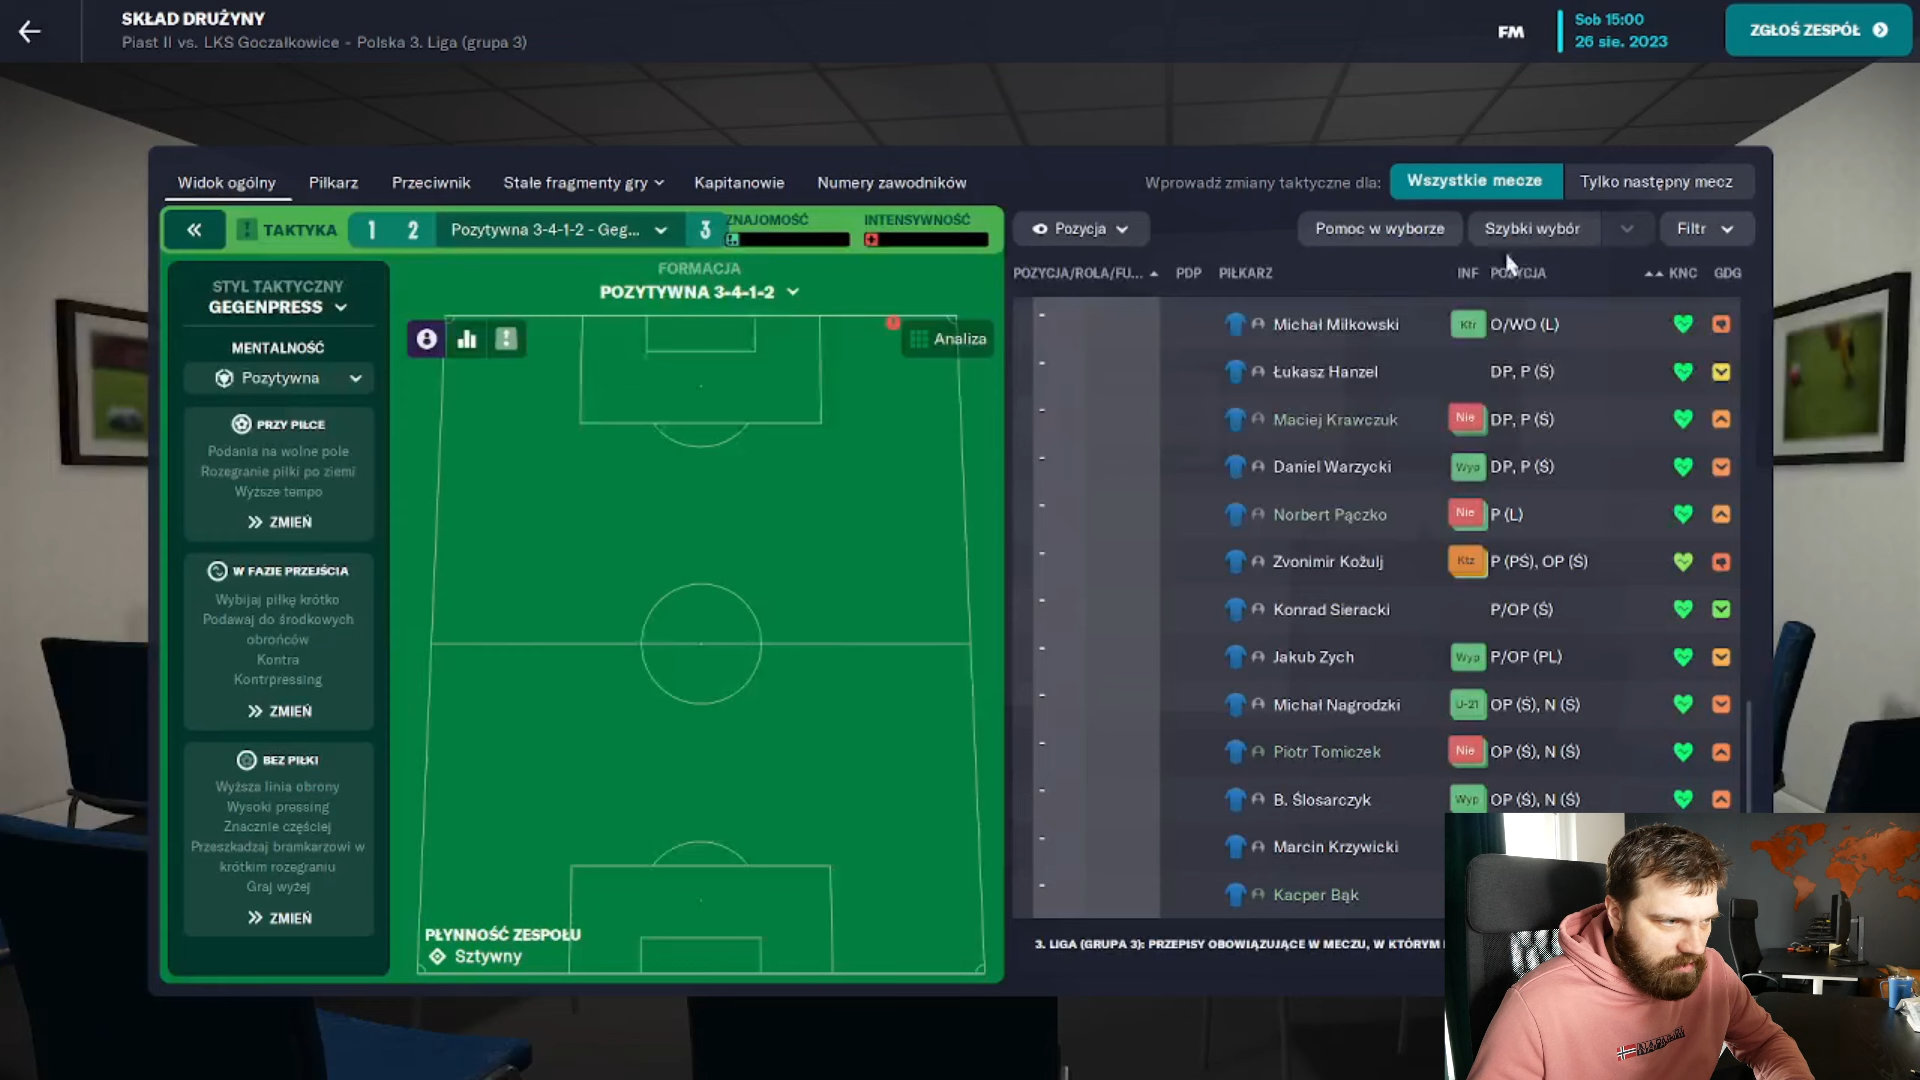 SKŁAD DRUŻYNY
Piast II vs. LKS Goczałkowice - Polska 3. Liga (grupa 3)
FM
Sob 15:00
26 sie. 2023
ZGŁOŚ ZESPÓŁ
Widok ogólny
Piłkarz
Przeciwnik
Stałe fragmenty gry
Kapitanowie
Numery zawodników
Wprowadź zmiany taktyczne dla:
Wszystkie mecze
Tylko następny mecz
TAKTYKA
1
2
Pozytywna 3-4-1-2 - Geg...
3
ZNAJOMOŚĆ
INTENSYWNOŚĆ
Pozycja
Pomoc w wyborze
Szybki wybór
Filtr
STYL TAKTYCZNY
GEGENPRESS
MENTALNOŚĆ
Pozytywna
PRZY PIŁCE
Podania na wolne pole
Rozegranie piłki po ziemi
Wyższe tempo
ZMIEŃ
W FAZIE PRZEJŚCIA
Wybijaj piłkę krótko
Podawaj do środkowych
obrońców
Kontra
Kontrpressing
ZMIEŃ
BEZ PIŁKI
Wyższa linia obrony
Wysoki pressing
Znacznie częściej
Przeszkadzaj bramkarzowi w
krótkim rozegraniu
Graj wyżej
ZMIEŃ
FORMACJA
POZYTYWNA 3-4-1-2
Analiza
PŁYNNOŚĆ ZESPOŁU
Sztywny
POZYCJA/ROLA/FU... PDP PIŁKARZ INF POZYCJA KNC GDG
- Michał Miłkowski Ktr O/WO (L)
- Łukasz Hanzel DP, P (Ś)
- Maciej Krawczuk Nie DP, P (Ś)
- Daniel Warzycki Wyp DP, P (Ś)
- Norbert Pączko Nie P (L)
- Zvonimir Kožulj Ktz P (PŚ), OP (Ś)
- Konrad Sieracki P/OP (Ś)
- Jakub Zych Wyp P/OP (PL)
- Michał Nagrodzki U-21 OP (Ś), N (Ś)
- Piotr Tomiczek Nie OP (Ś), N (Ś)
- B. Ślosarczyk Wyp OP (Ś), N (Ś)
- Marcin Krzywicki
- Kacper Bąk
3. LIGA (GRUPA 3): PRZEPISY OBOWIĄZUJĄCE W MECZU, W KTÓRYM